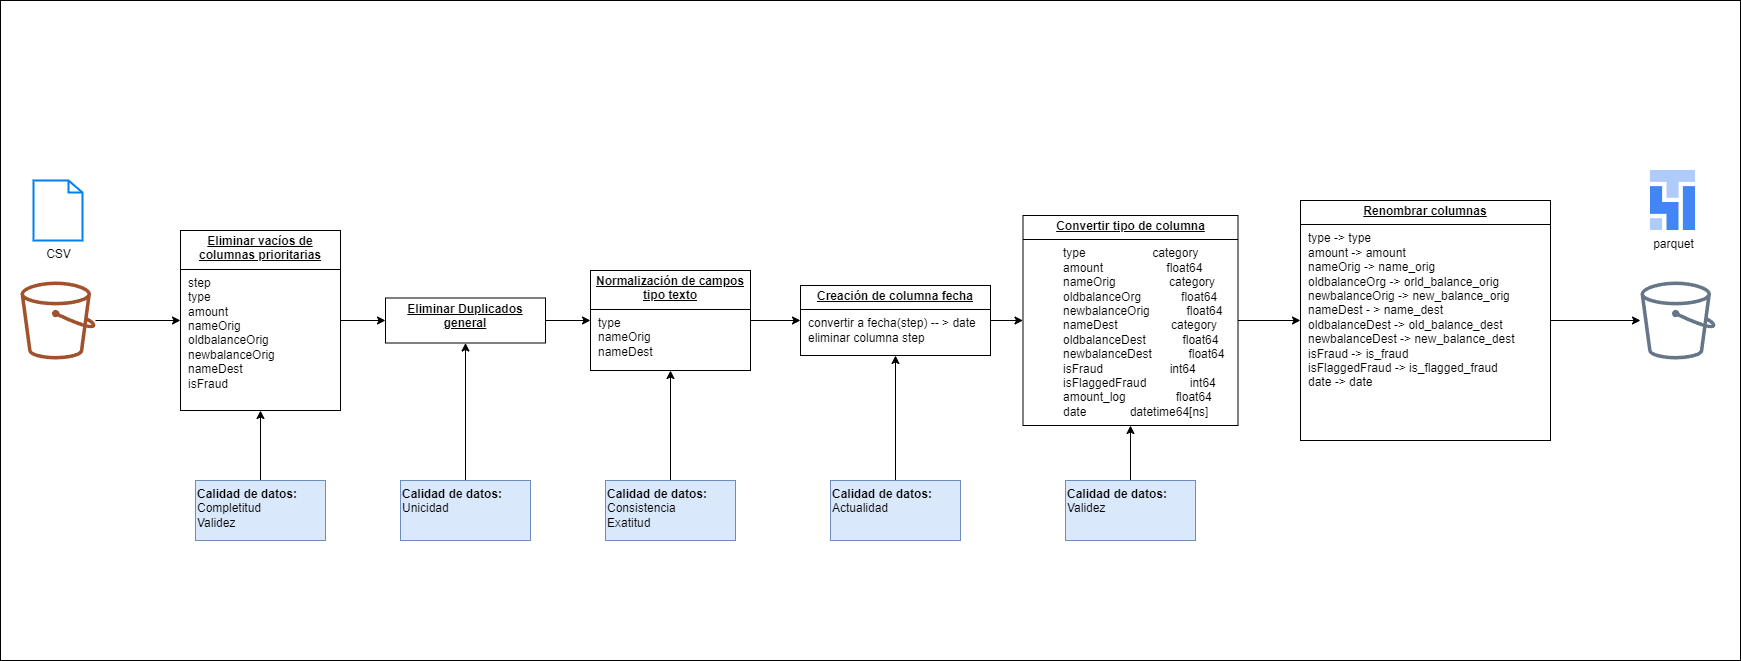 CSV
Eliminar vacíos de
columnas prioritarias
step
type
amount
nameOrig
oldbalanceOrig
newbalanceOrig
nameDest
isFraud
Calidad de datos:
Completitud
Validez
Eliminar Duplicados
general
Calidad de datos:
Unicidad
Normalización de campos
tipo texto
type
nameOrig
nameDest
Calidad de datos:
Consistencia
Exatitud
Creación de columna fecha
convertir a fecha(step) -- > date
eliminar columna step
Calidad de datos:
Actualidad
Convertir tipo de columna
type category
amount float64
nameOrig category
oldbalanceOrg float64
newbalanceOrig float64
nameDest category
oldbalanceDest float64
newbalanceDest float64
isFraud int64
isFlaggedFraud int64
amount_log float64
date datetime64[ns]
Calidad de datos:
Validez
Renombrar columnas
type -> type
amount -> amount
nameOrig -> name_orig
oldbalanceOrg -> orld_balance_orig
newbalanceOrig -> new_balance_orig
nameDest - > name_dest
oldbalanceDest -> old_balance_dest
newbalanceDest -> new_balance_dest
isFraud -> is_fraud
isFlaggedFraud -> is_flagged_fraud
date -> date
parquet